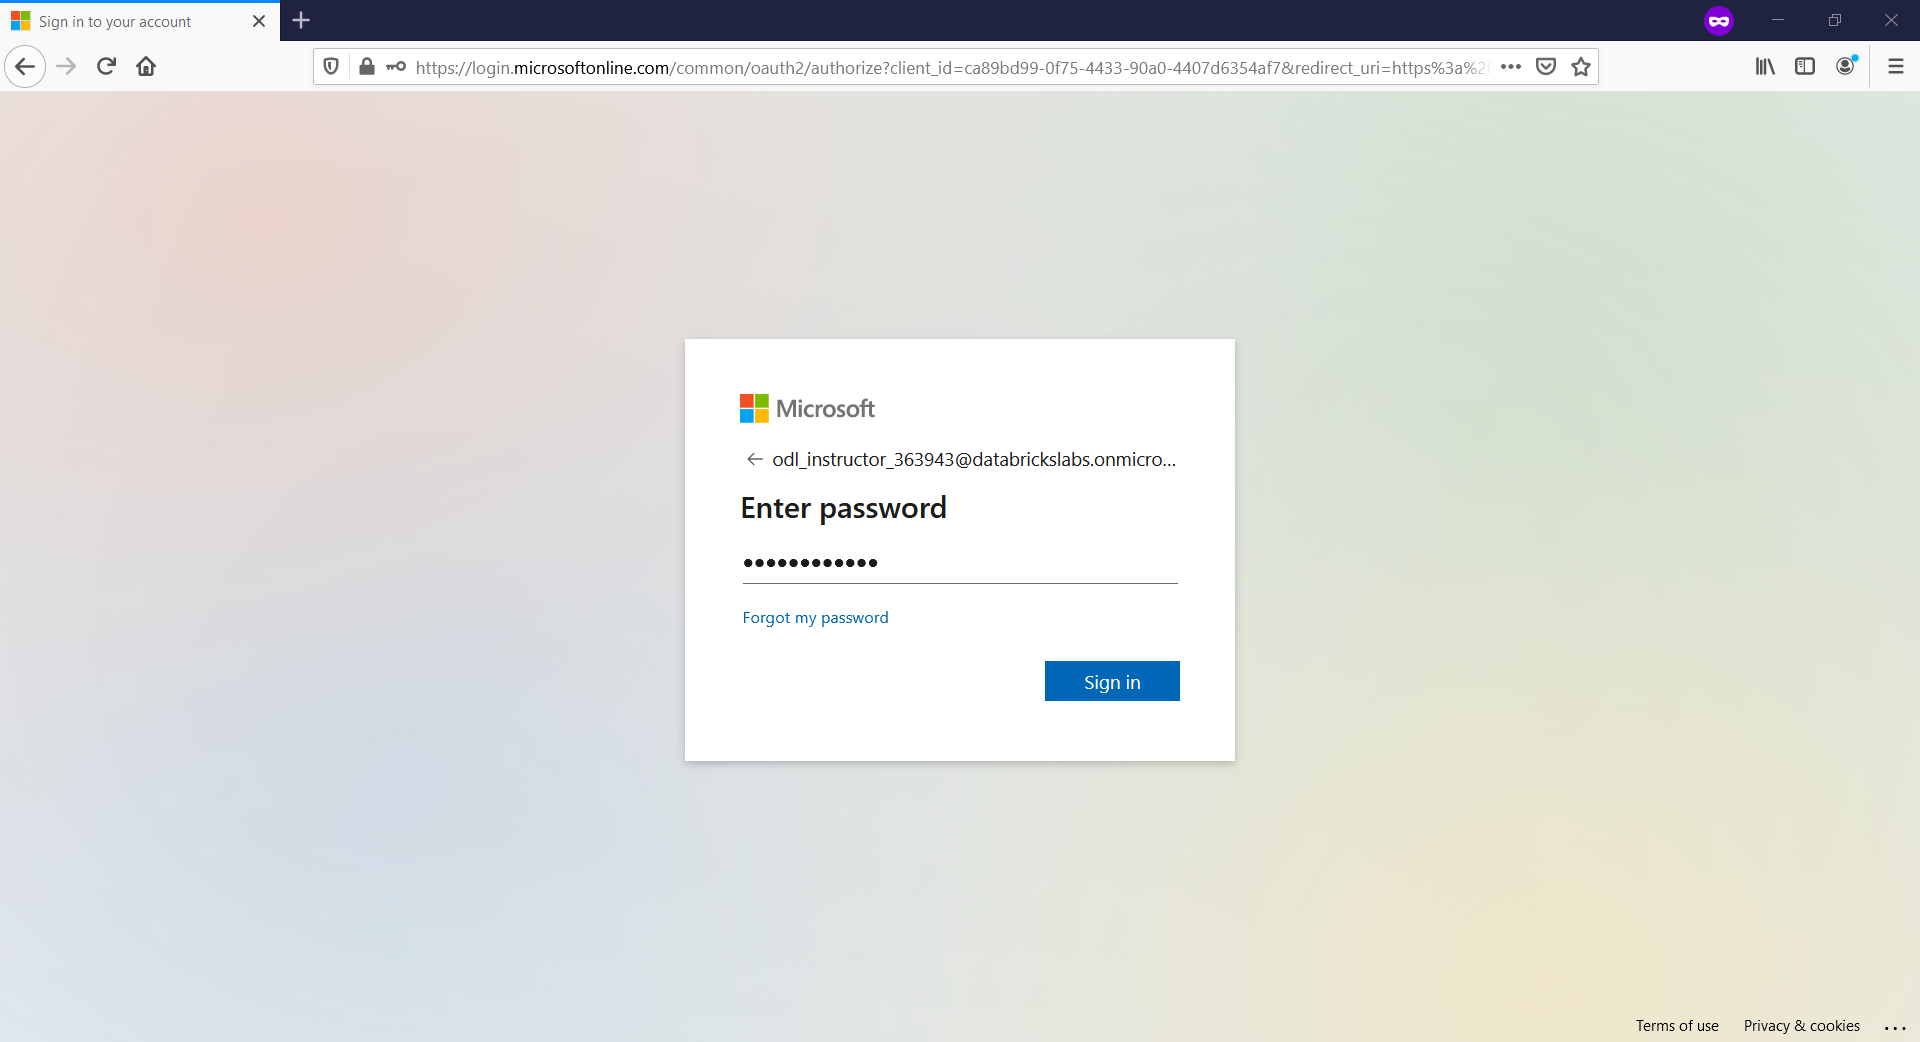 Sign in to your account
https://login.microsoftonline.com/common/oauth2/authorize?client_id=ca89bd99-0f75-4433-90a0-4407d6354af7&redirect_uri=https%3a%2
Microsoft
odl_instructor_363943@databrickslabs.onmicro...
Enter password
••••••••••••
Forgot my password
Sign in
Terms of use Privacy & cookies ...